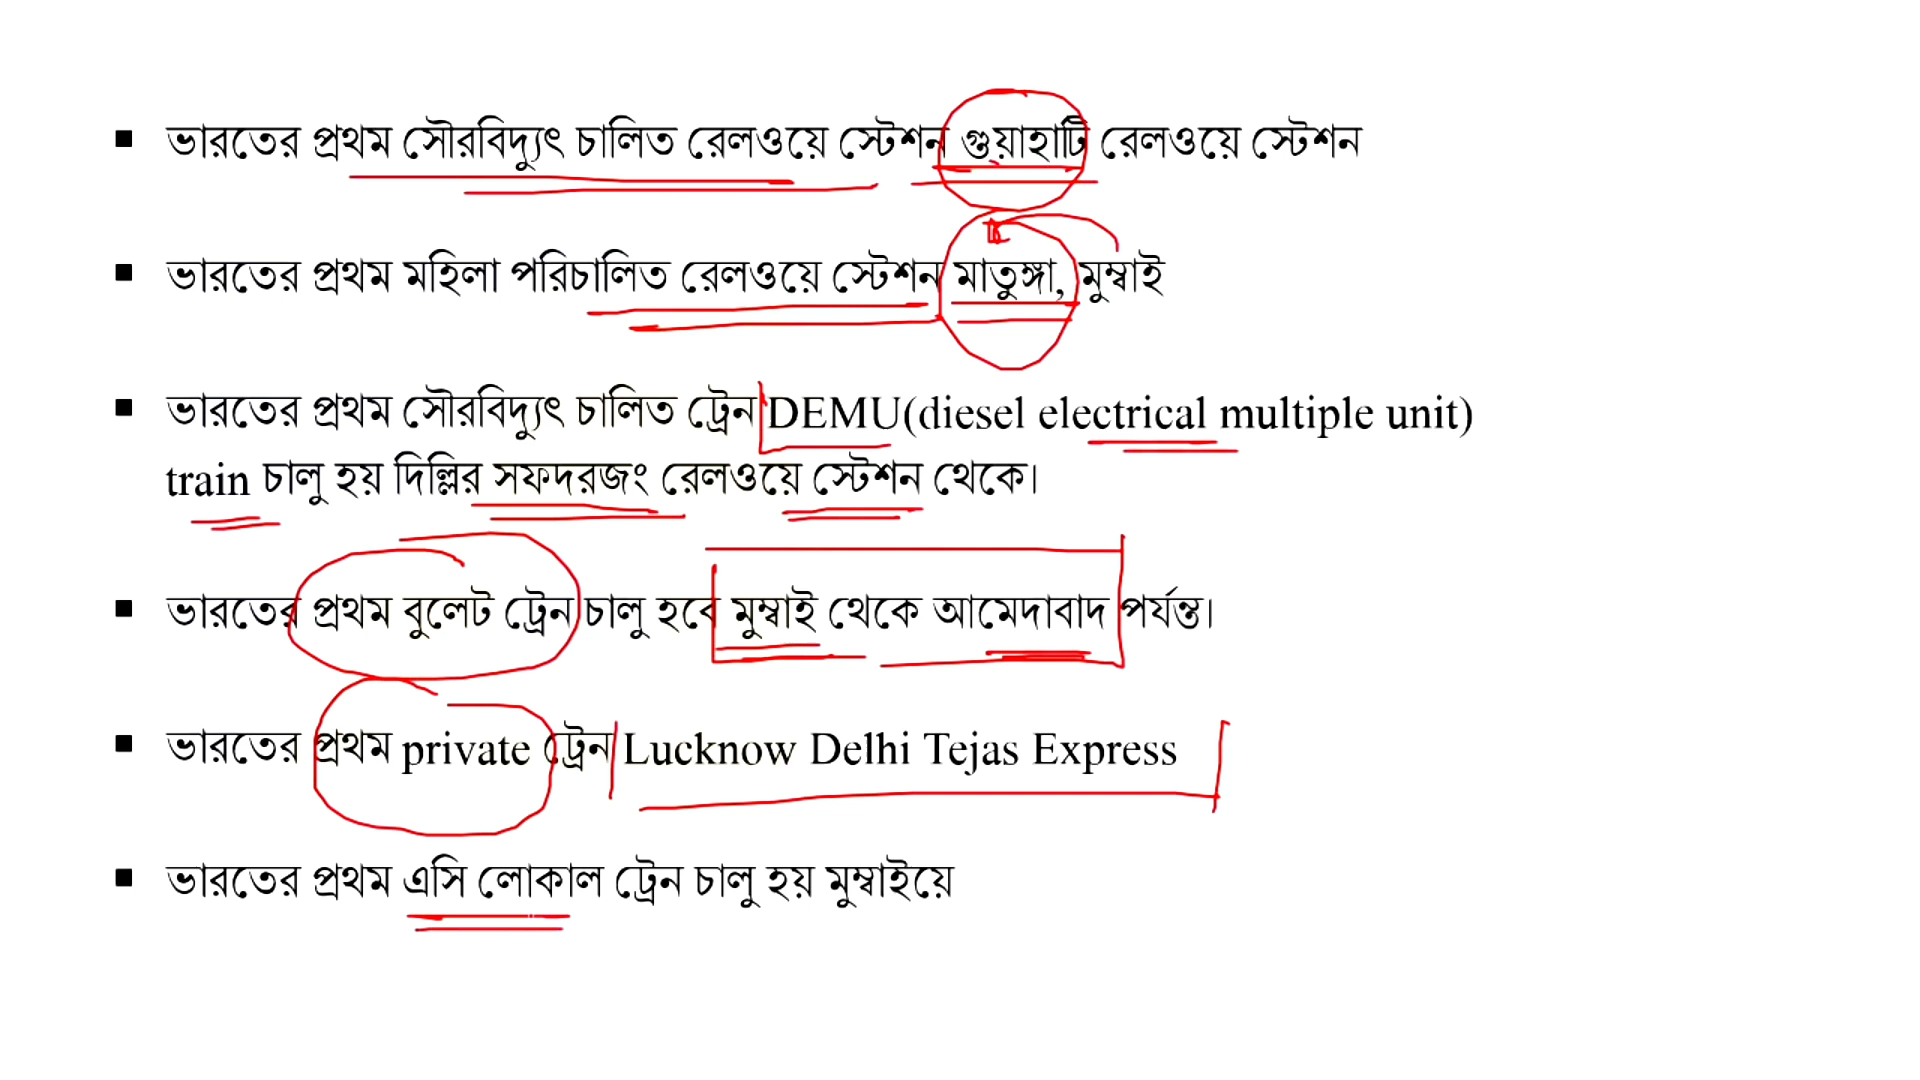 ▪ ভারতের প্রথম সৌরবিদ্যুৎ চালিত রেলওয়ে স্টেশন গুয়াহাটি রেলওয়ে স্টেশন
▪ ভারতের প্রথম মহিলা পরিচালিত রেলওয়ে স্টেশন মাতুঙ্গা, মুম্বাই
▪ ভারতের প্রথম সৌরবিদ্যুৎ চালিত ট্রেন DEMU(diesel electrical multiple unit)
train চালু হয় দিল্লির সফদরজং রেলওয়ে স্টেশন থেকে।
▪ ভারতের প্রথম বুলেট ট্রেন চালু হবে মুম্বাই থেকে আমেদাবাদ পর্যন্ত।
▪ ভারতের প্রথম private ট্রেন Lucknow Delhi Tejas Express
▪ ভারতের প্রথম এসি লোকাল ট্রেন চালু হয় মুম্বাইয়ে